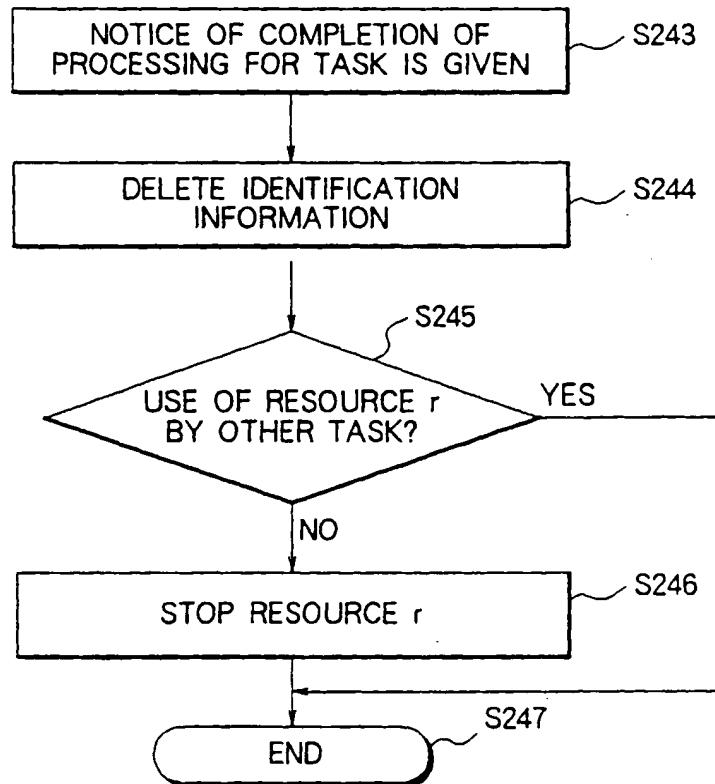 NOTICE OF COMPLETION OF
PROCESSING FOR TASK IS GIVEN
S243
DELETE IDENTIFICATION
INFORMATION
S244
S245
USE OF RESOURCE r
BY OTHER TASK?
YES
NO
STOP RESOURCE r
S246
S247
END